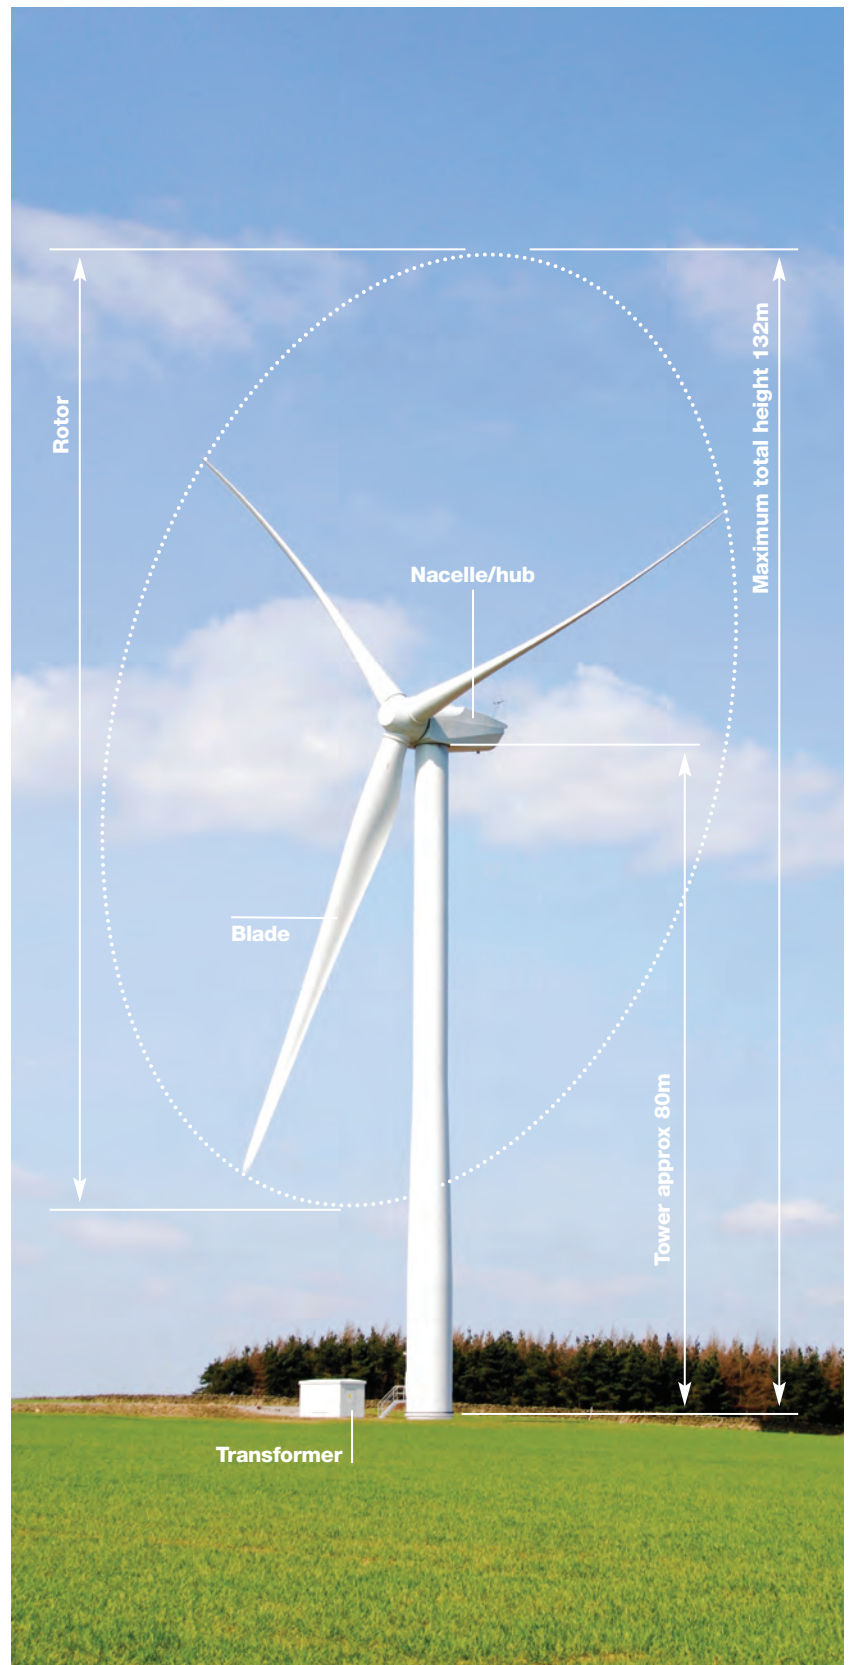 Rotor
Maximum total height 132m
Nacelle/hub
Blade
Tower approx 80m
Transformer